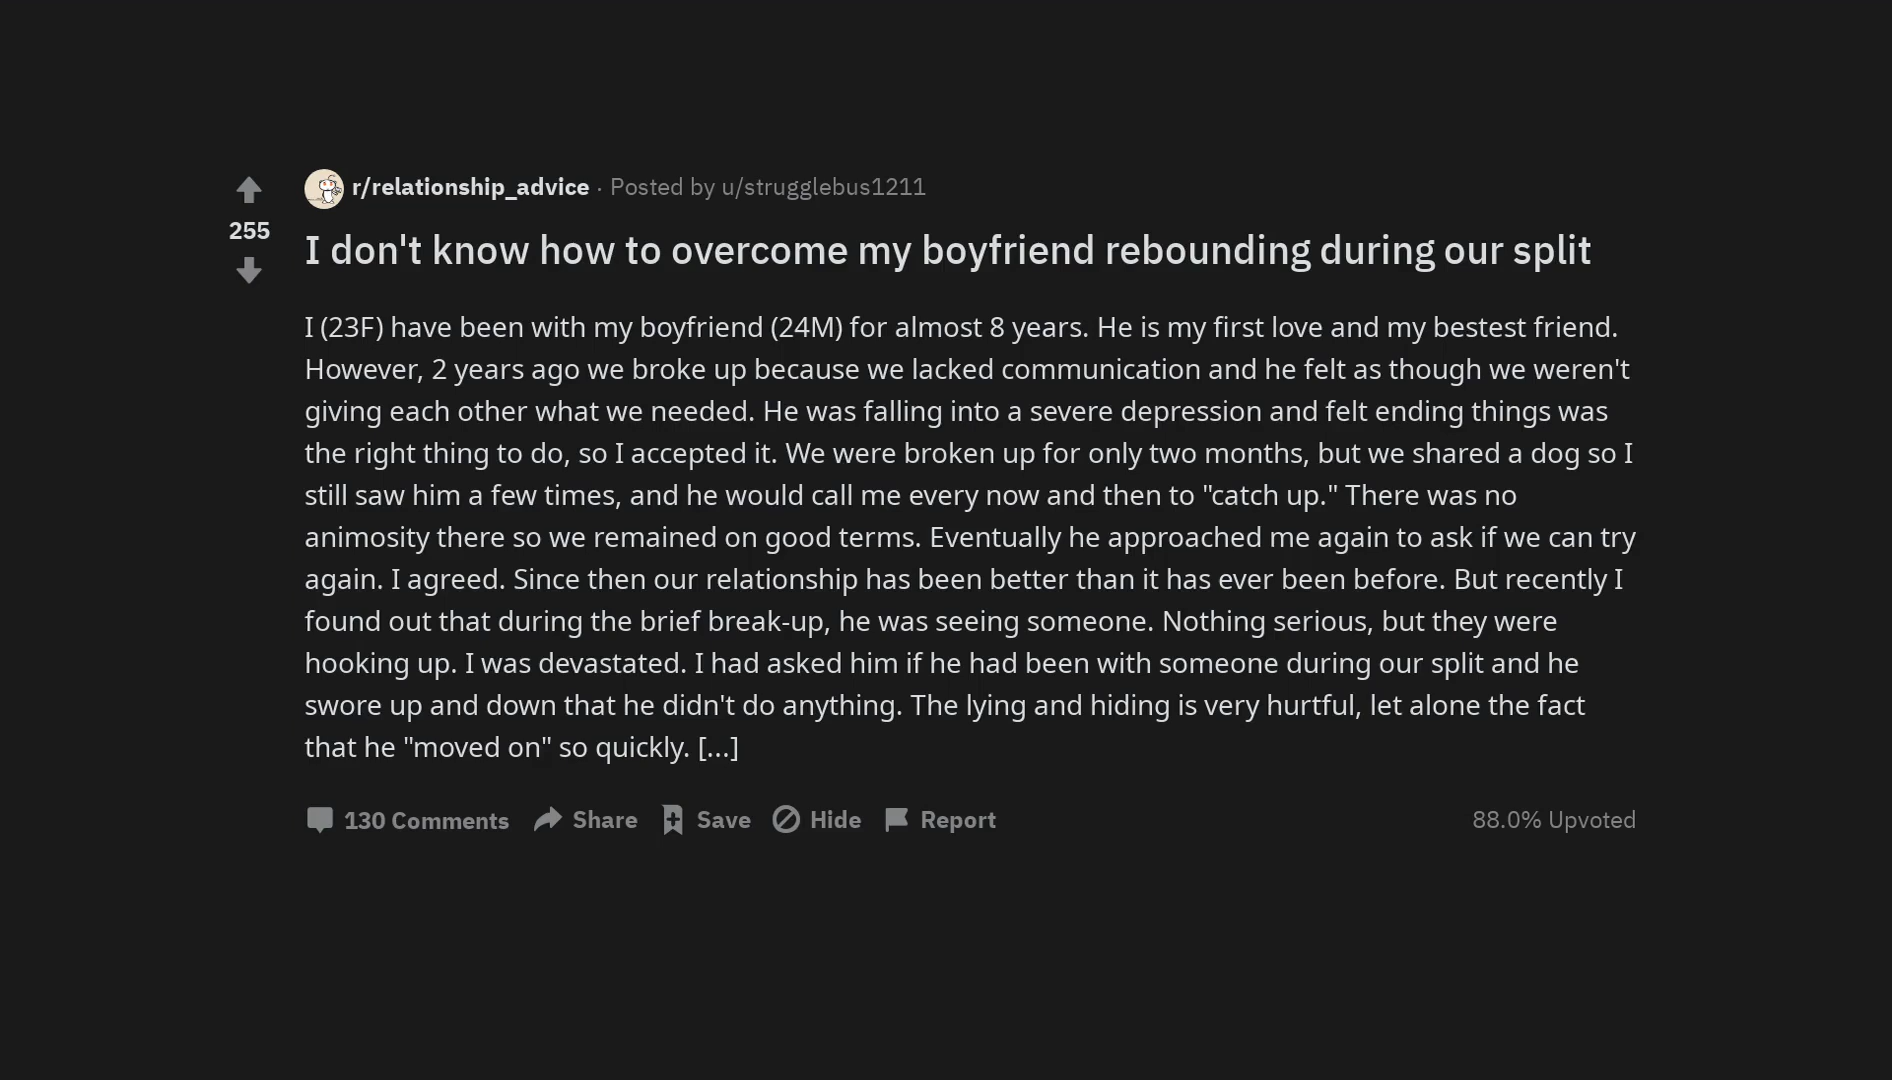 r/relationship_advice · Posted by u/strugglebus1211
255
I don't know how to overcome my boyfriend rebounding during our split
I (23F) have been with my boyfriend (24M) for almost 8 years. He is my first love and my bestest friend.
However, 2 years ago we broke up because we lacked communication and he felt as though we weren't
giving each other what we needed. He was falling into a severe depression and felt ending things was
the right thing to do, so I accepted it. We were broken up for only two months, but we shared a dog so I
still saw him a few times, and he would call me every now and then to "catch up." There was no
animosity there so we remained on good terms. Eventually he approached me again to ask if we can try
again. I agreed. Since then our relationship has been better than it has ever been before. But recently I
found out that during the brief break-up, he was seeing someone. Nothing serious, but they were
hooking up. I was devastated. I had asked him if he had been with someone during our split and he
swore up and down that he didn't do anything. The lying and hiding is very hurtful, let alone the fact
that he "moved on" so quickly. [...]
130 Comments Share Save Hide Report 88.0% Upvoted